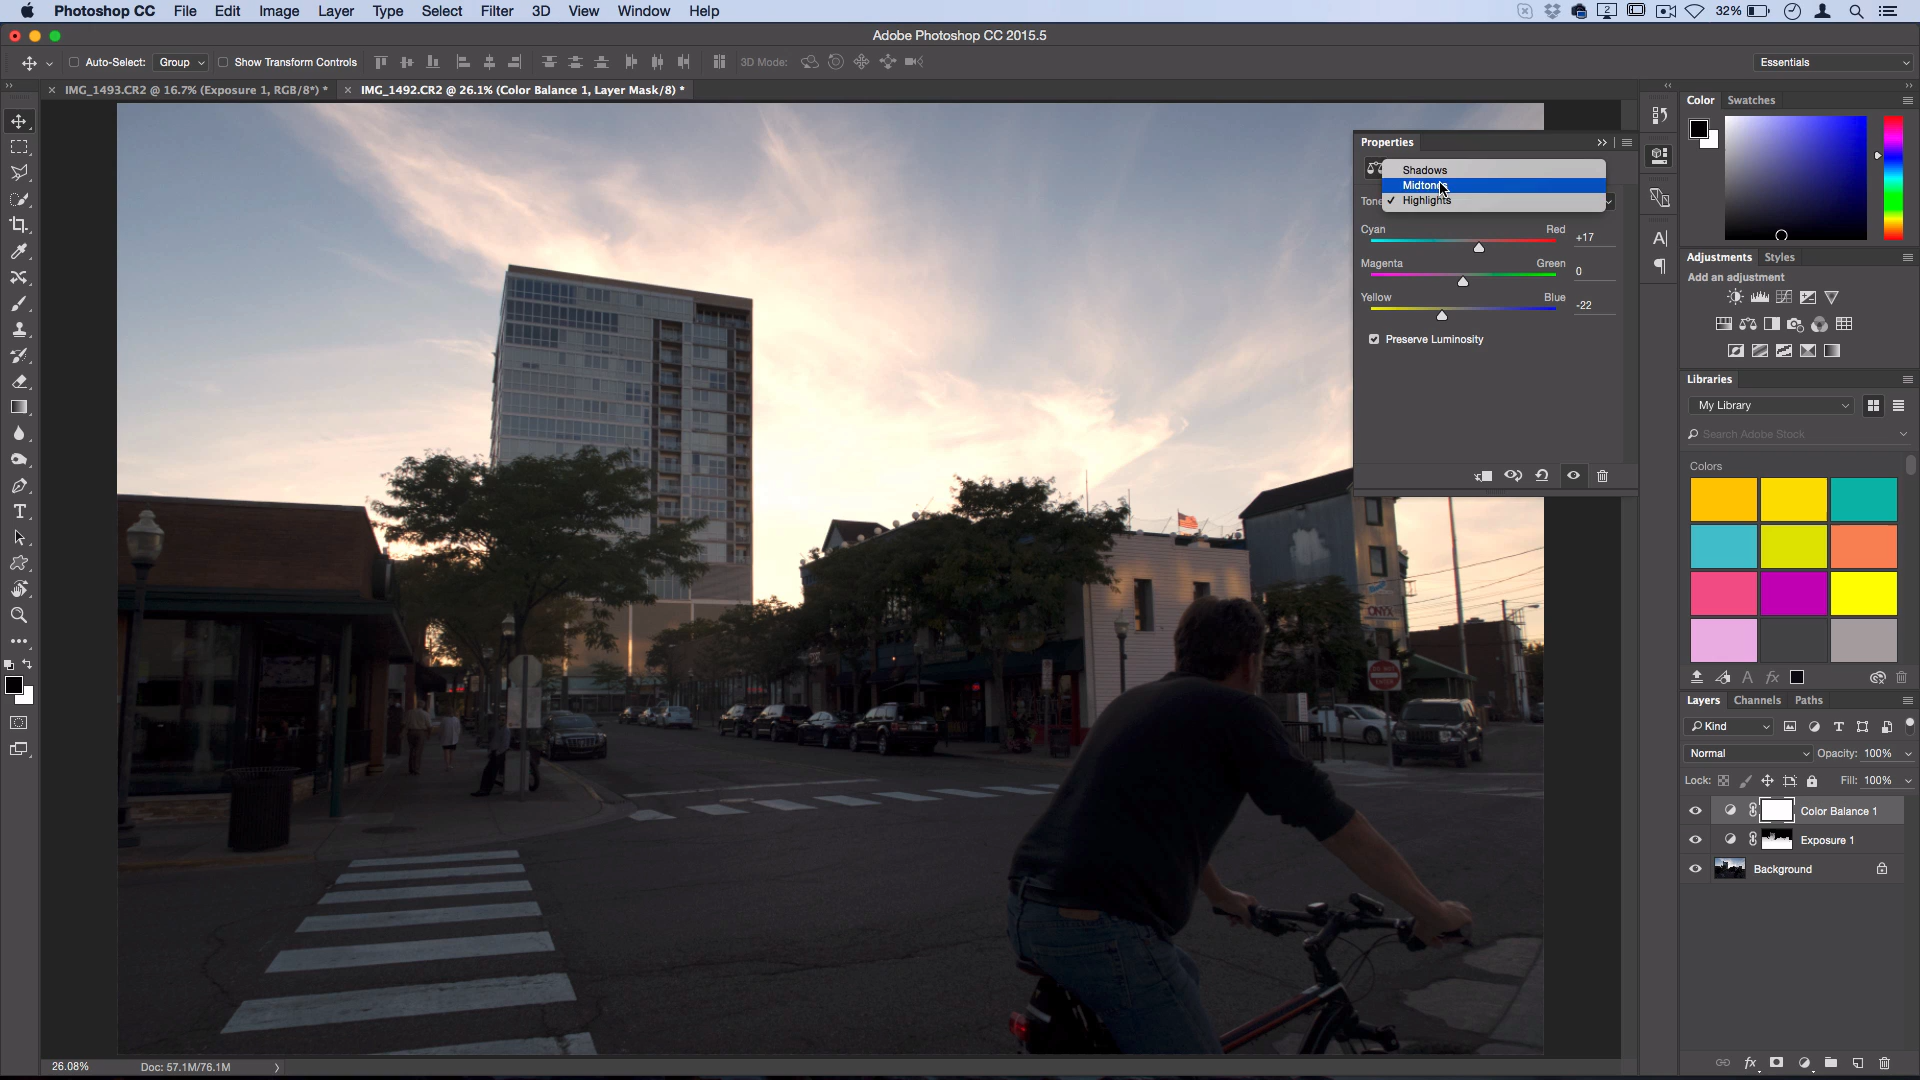 Photoshop CC File Edit Image Layer Type Select Filter 3D View Window Help 2 32%
Adobe Photoshop CC 2015.5
Auto-Select: Group Show Transform Controls 3D Mode: Essentials
IMG_1493.CR2 @ 16.7% (Exposure 1, RGB/8*) * IMG_1492.CR2 @ 26.1% (Color Balance 1, Layer Mask/8) *
Color Swatches
Properties
Shadows
Midtones
Tone
Highlights
Cyan Red +17
Magenta Green 0
Yellow Blue -22
Preserve Luminosity
Adjustments Styles
Add an adjustment
Libraries
My Library
Search Adobe Stock
Colors
ONYX
DO NOT
ENTER
Layers Channels Paths
Kind
Normal Opacity: 100%
Lock: Fill: 100%
Color Balance 1
Exposure 1
Background
26.08% Doc: 57.1M/76.1M